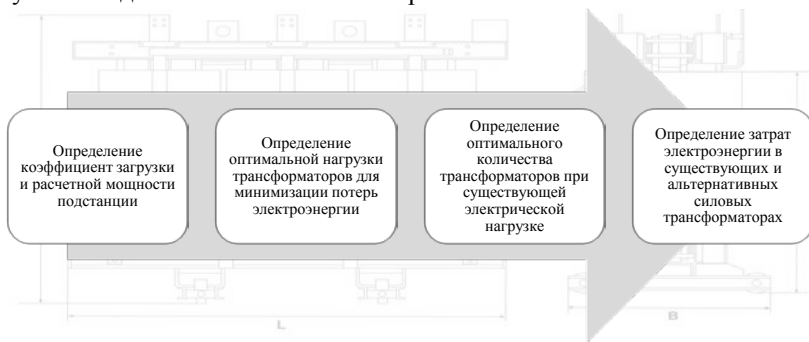 Определение
коэффициент загрузки
и расчетной мощности
подстанции
Определение
оптимальной нагрузки
трансформаторов для
минимизации потерь
электроэнергии
Определение
оптимального
количества
трансформаторов при
существующей
электрической
нагрузке
Определение затрат
электроэнергии в
существующих и
альтернативных
силовых
трансформаторах
L
B